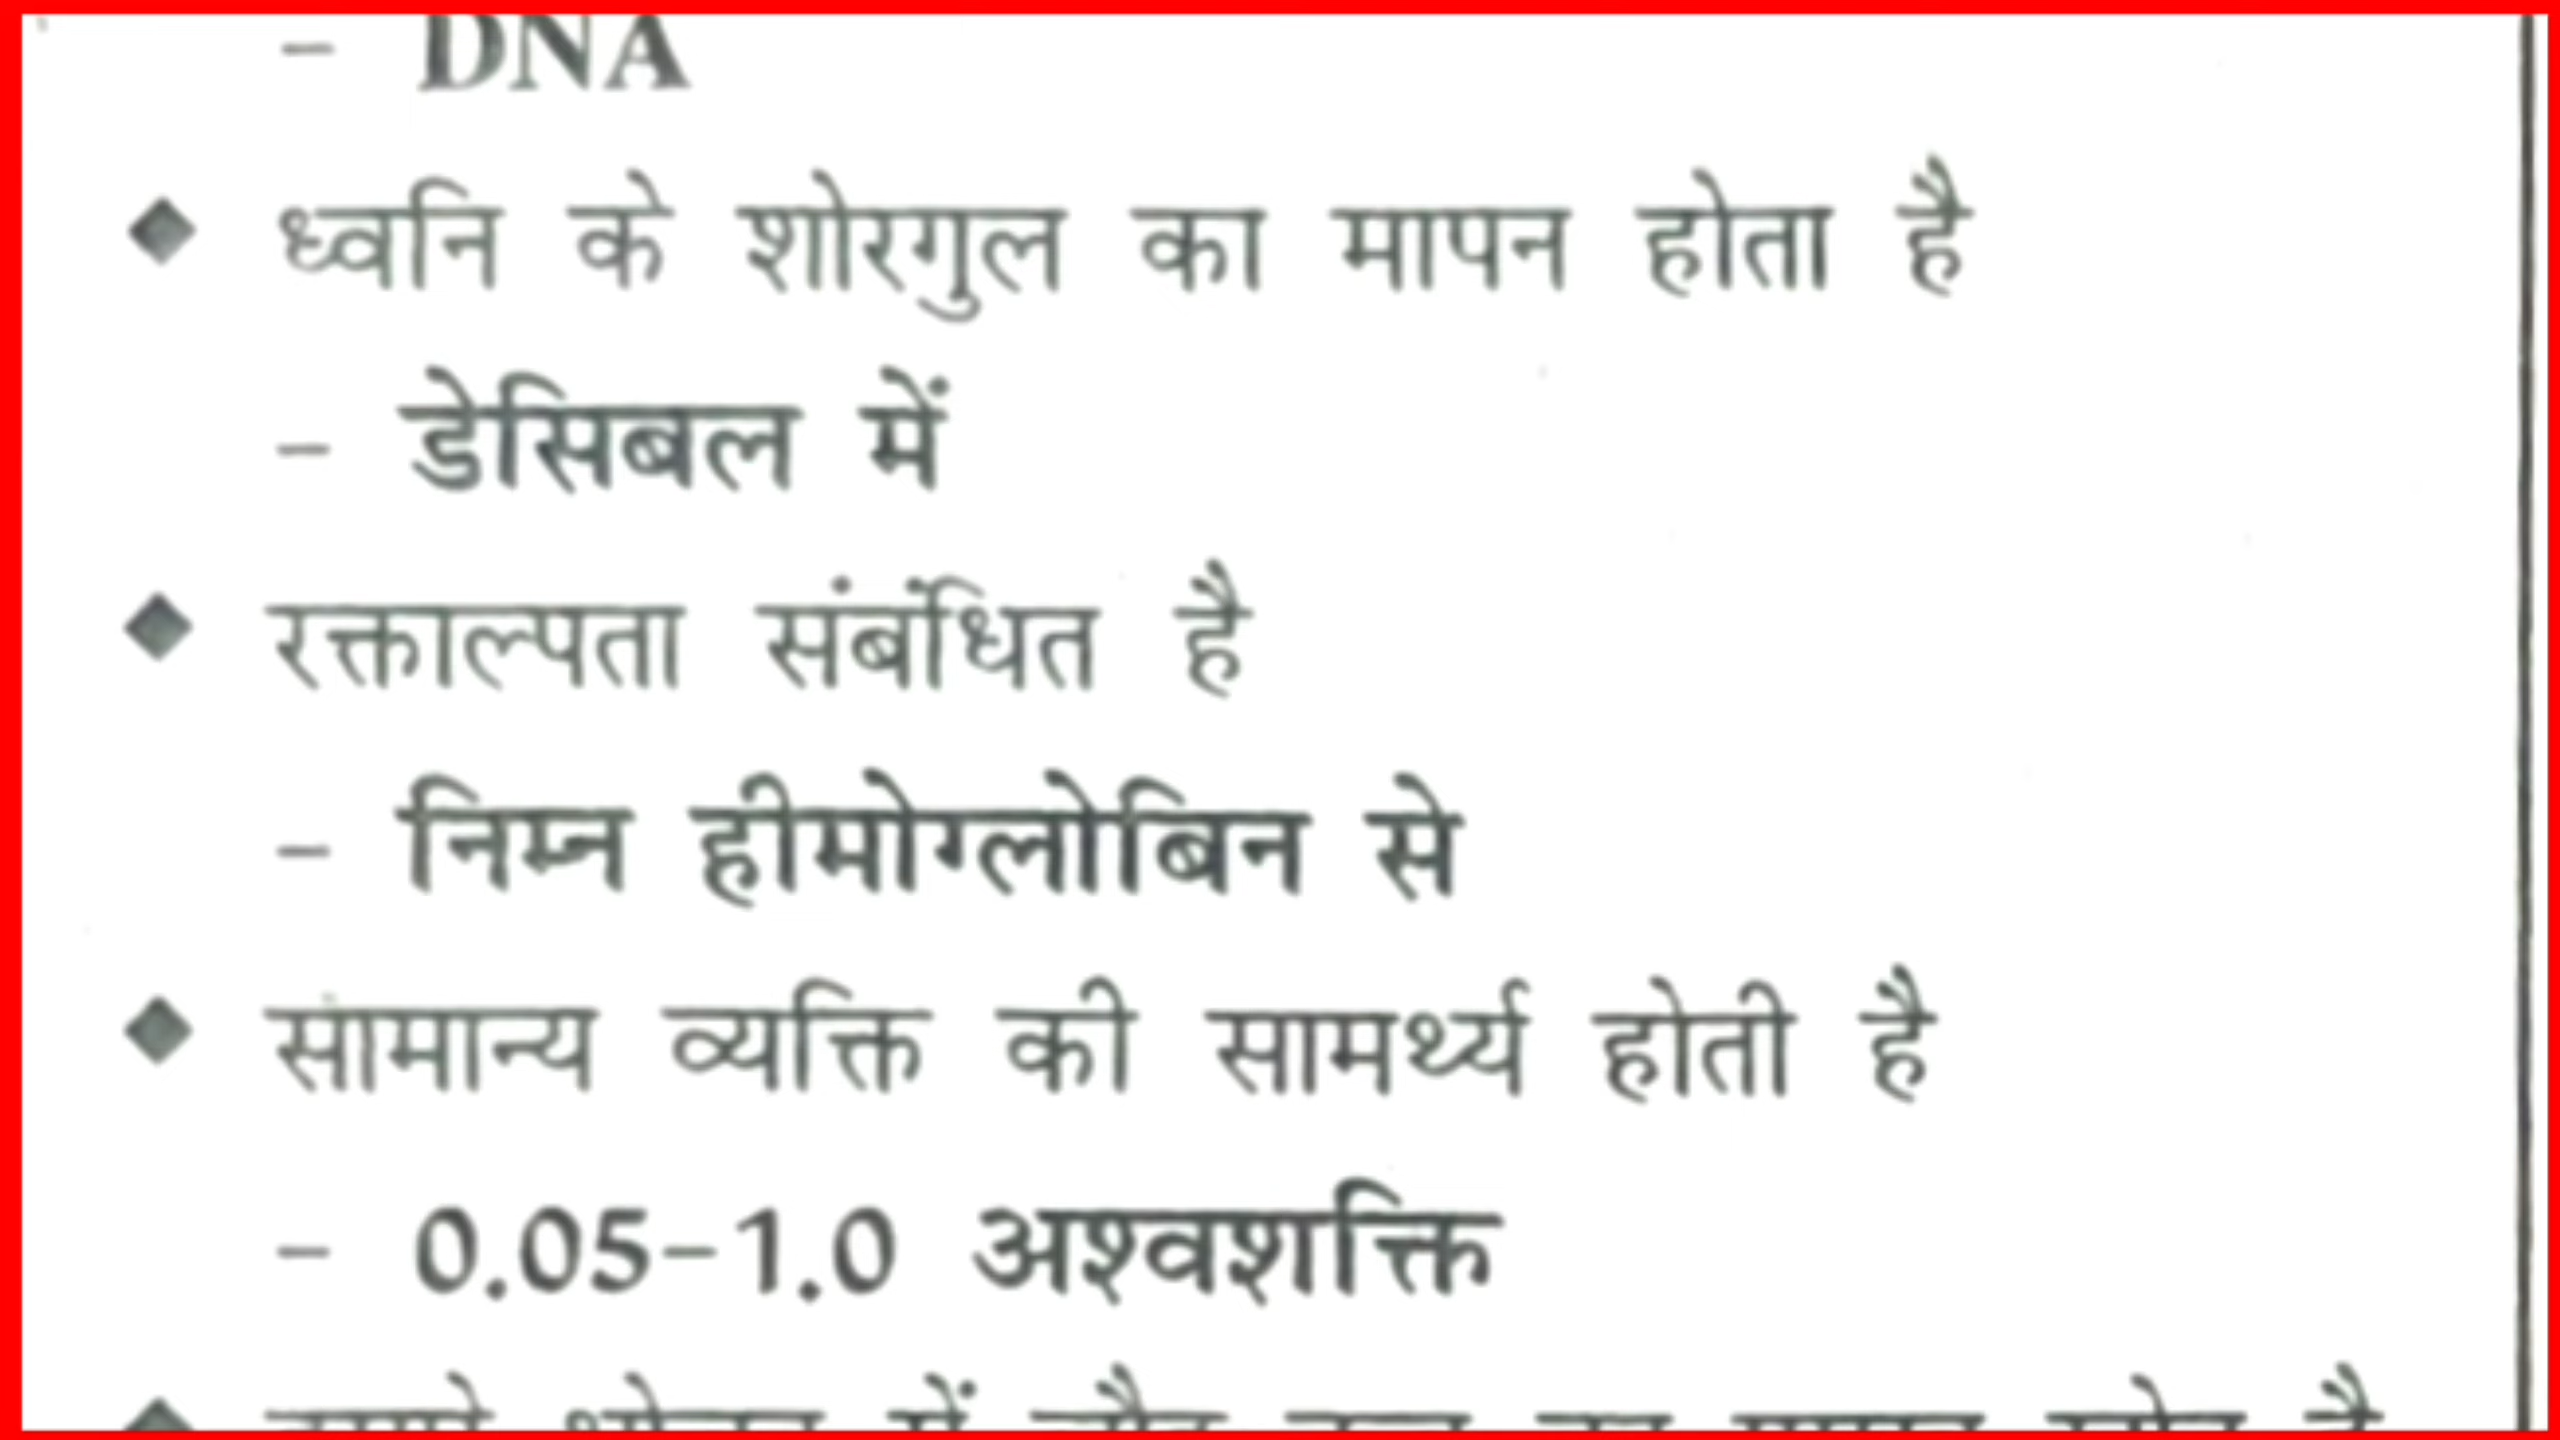 – DNA
◆ ध्वनि के शोरगुल का मापन होता है
– डेसिबल में
◆ रक्ताल्पता संबंधित है
– निम्न हीमोग्लोबिन से
◆ सामान्य व्यक्ति की सामर्थ्य होती है
– 0.05–1.0 अश्वशक्ति